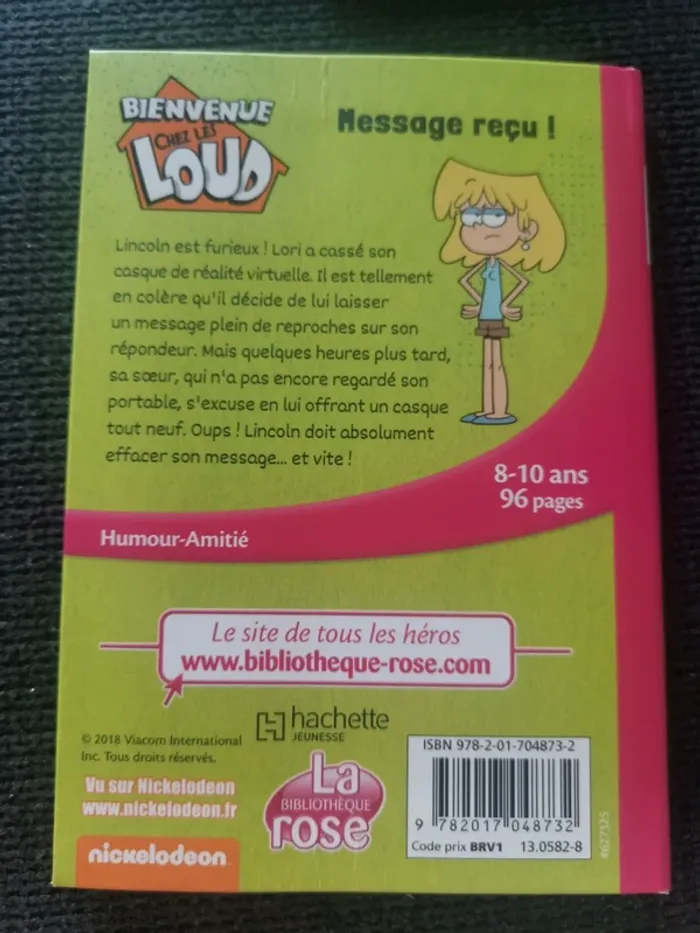 BIENVENUE
CHEZ LES
LOUD
Message reçu !
Lincoln est furieux ! Lori a cassé son
casque de réalité virtuelle. Il est tellement
en colère qu'il décide de lui laisser
un message plein de reproches sur son
répondeur. Mais quelques heures plus tard,
sa sœur, qui n'a pas encore regardé son
portable, s'excuse en lui offrant un casque
tout neuf. Oups ! Lincoln doit absolument
effacer son message... et vite !
8-10 ans
96 pages
Humour-Amitié
Le site de tous les héros
www.bibliotheque-rose.com
hachette
JEUNESSE
© 2018 Viacom International
Inc. Tous droits réservés.
Vu sur Nickelodeon
www.nickelodeon.fr
nickelodeon
La
BIBLIOTHÈQUE
rose
ISBN 978-2-01-704873-2
9 782017 048732
Code prix BRV1 13.0582-8
#627325